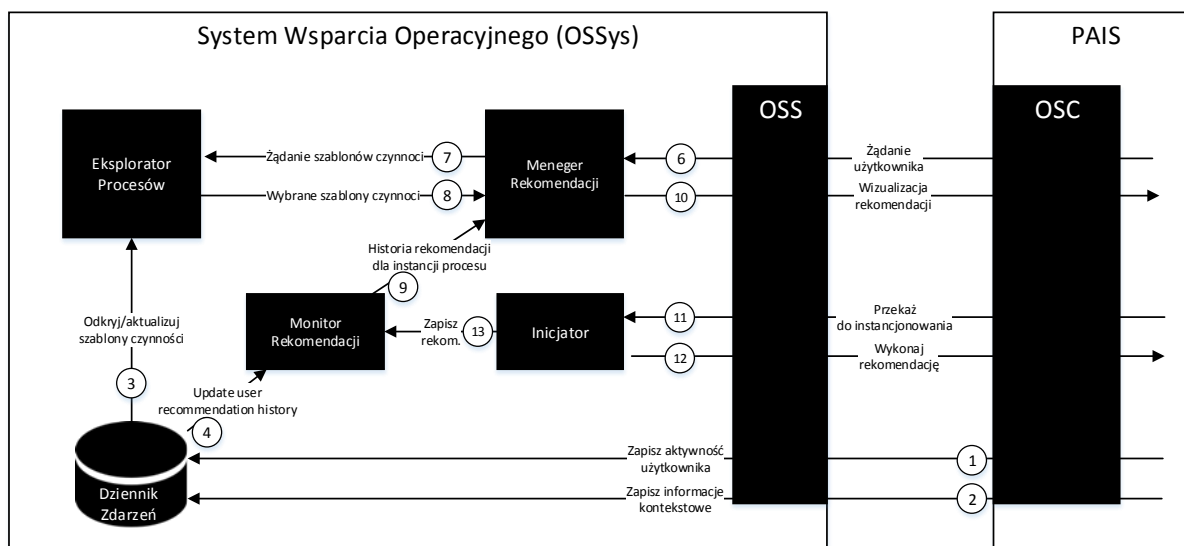 System Wsparcia Operacyjnego (OSSys)
PAIS
OSS
OSC
Eksplorator
Procesów
Żądanie szablonów czynnoci
7
Meneger
Rekomendacji
6
Żądanie
użytkownika
Wybrane szablony czynnoci
8
10
Wizualizacja
rekomendacji
Historia rekomendacji
dla instancji procesu
9
Odkryj/aktualizuj
szablony czynności
3
Monitor
Rekomendacji
Zapisz
rekom.
13
Inicjator
11
Przekaż
do instancjonowania
12
Wykonaj
rekomendację
Update user
recommendation history
4
Zapisz aktywność
użytkownika
1
Dziennik
Zdarzeń
Zapisz informacje
kontekstowe
2